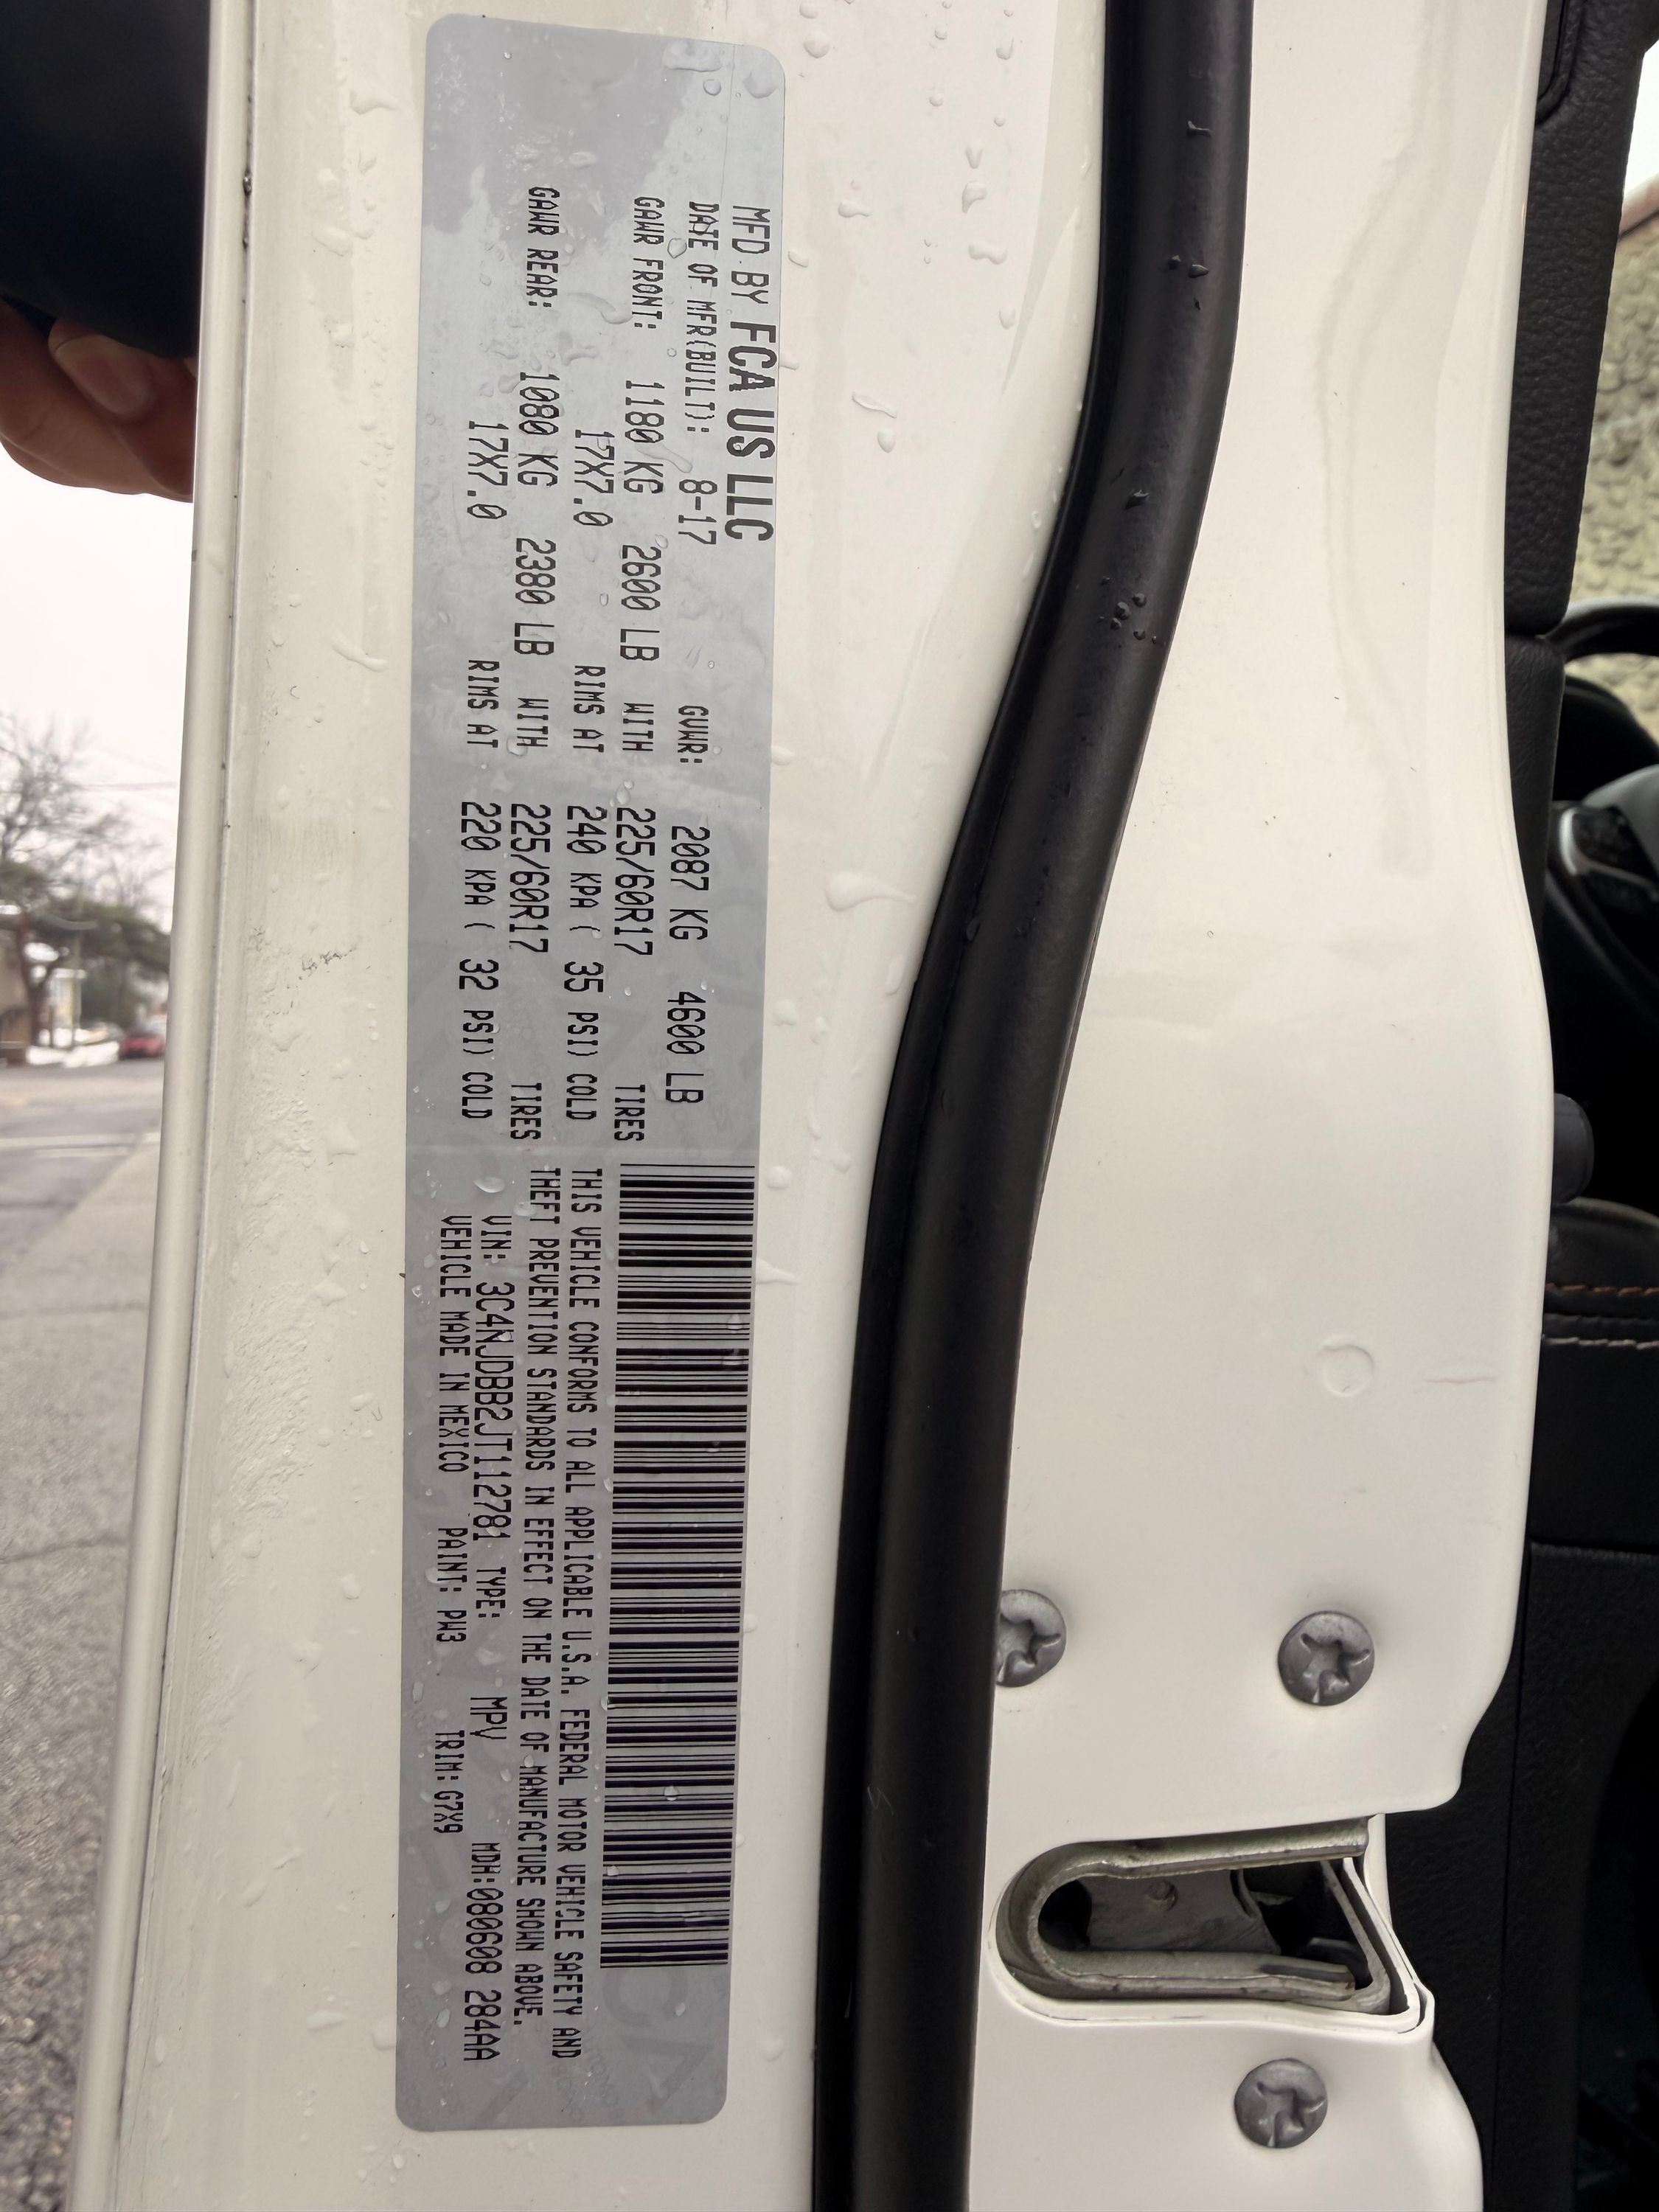 MFD BY FCA US LLC
DATE OF MFR(BUILT): 8-17 GVWR: 2087 KG 4600 LB
GAWR FRONT: 1180 KG 2600 LB WITH 225/60R17 TIRES
17X7.0 RIMS AT 240 KPA ( 35 PSI) COLD
GAWR REAR: 1080 KG 2380 LB WITH 225/60R17 TIRES
17X7.0 RIMS AT 220 KPA ( 32 PSI) COLD
THIS VEHICLE CONFORMS TO ALL APPLICABLE U.S.A. FEDERAL MOTOR VEHICLE SAFETY AND
THEFT PREVENTION STANDARDS IN EFFECT ON THE DATE OF MANUFACTURE SHOWN ABOVE.
VIN: 3C4NJDBB2JT112781 TYPE: MPV MDH:080608 284AA
VEHICLE MADE IN MEXICO PAINT: PW3 TRIM: G7X9